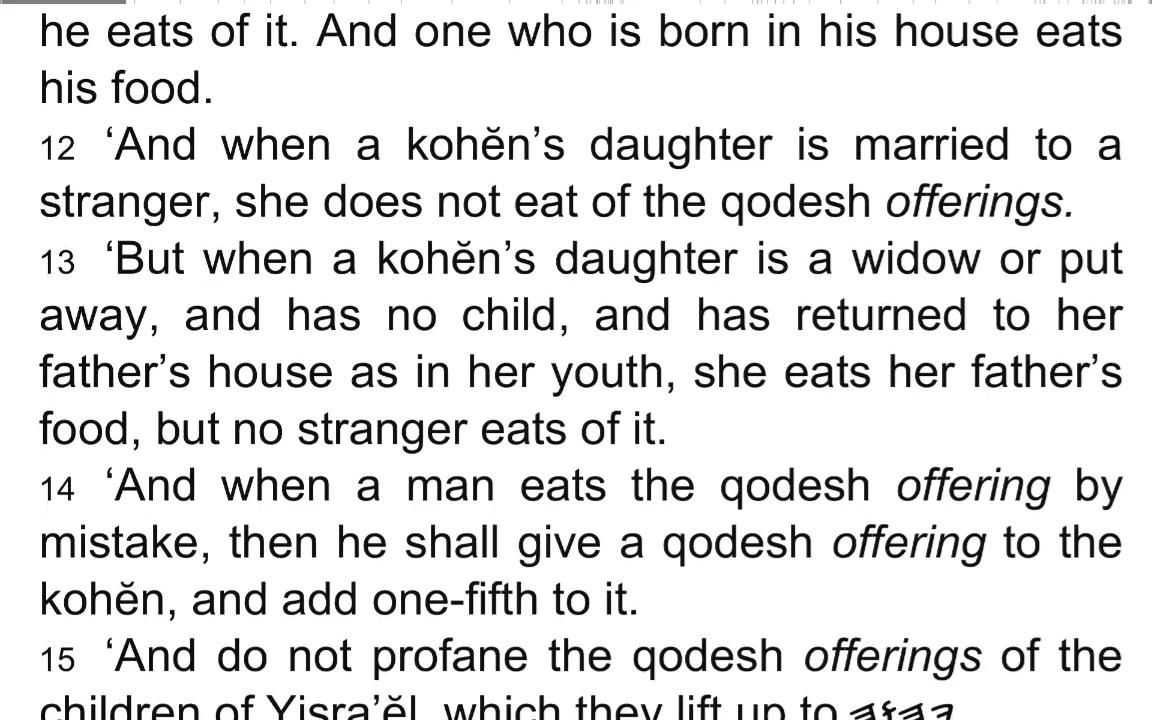 he eats of it. And one who is born in his house eats
his food.
12 ‘And when a kohĕn’s daughter is married to a
stranger, she does not eat of the qodesh offerings.
13 ‘But when a kohĕn’s daughter is a widow or put
away, and has no child, and has returned to her
father’s house as in her youth, she eats her father’s
food, but no stranger eats of it.
14 ‘And when a man eats the qodesh offering by
mistake, then he shall give a qodesh offering to the
kohĕn, and add one-fifth to it.
15 ‘And do not profane the qodesh offerings of the
children of Yisra’ĕl, which they lift up to 𐤉𐤄𐤅𐤄